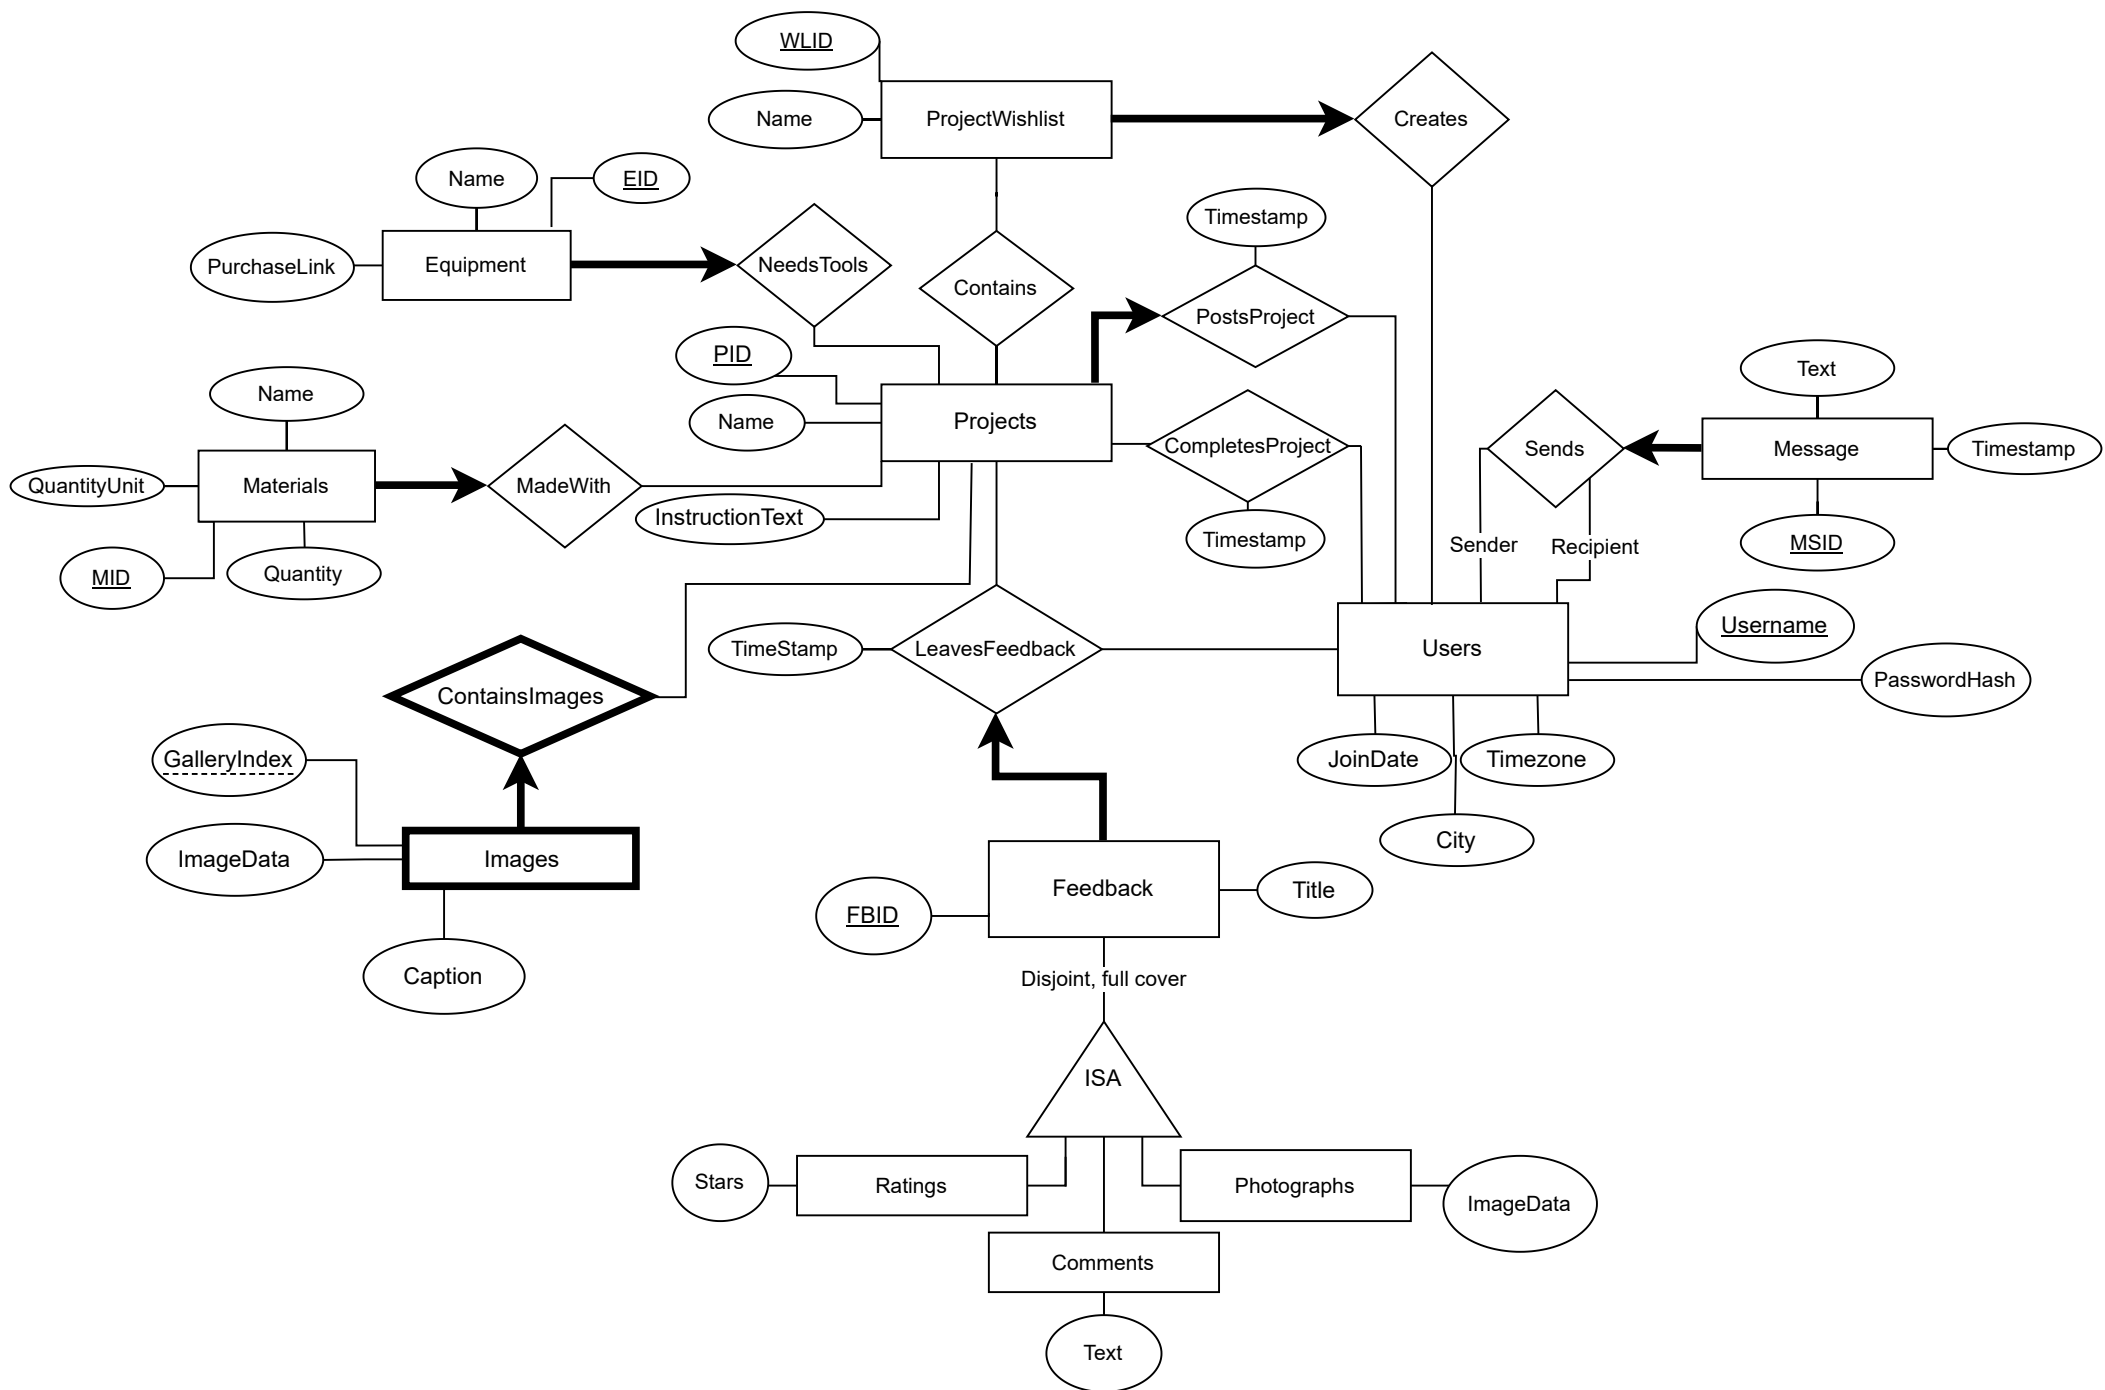 WLID
Name
ProjectWishlist
Creates
Name
EID
PurchaseLink
Equipment
NeedsTools
Contains
Timestamp
PostsProject
PID
Name
Projects
CompletesProject
Timestamp
Text
Sends
Message
Timestamp
MSID
Sender
Recipient
Name
QuantityUnit
Materials
MadeWith
InstructionText
MID
Quantity
TimeStamp
LeavesFeedback
Users
Username
PasswordHash
JoinDate
Timezone
City
ContainsImages
GalleryIndex
ImageData
Images
Caption
Feedback
FBID
Title
Disjoint, full cover
ISA
Stars
Ratings
Photographs
ImageData
Comments
Text